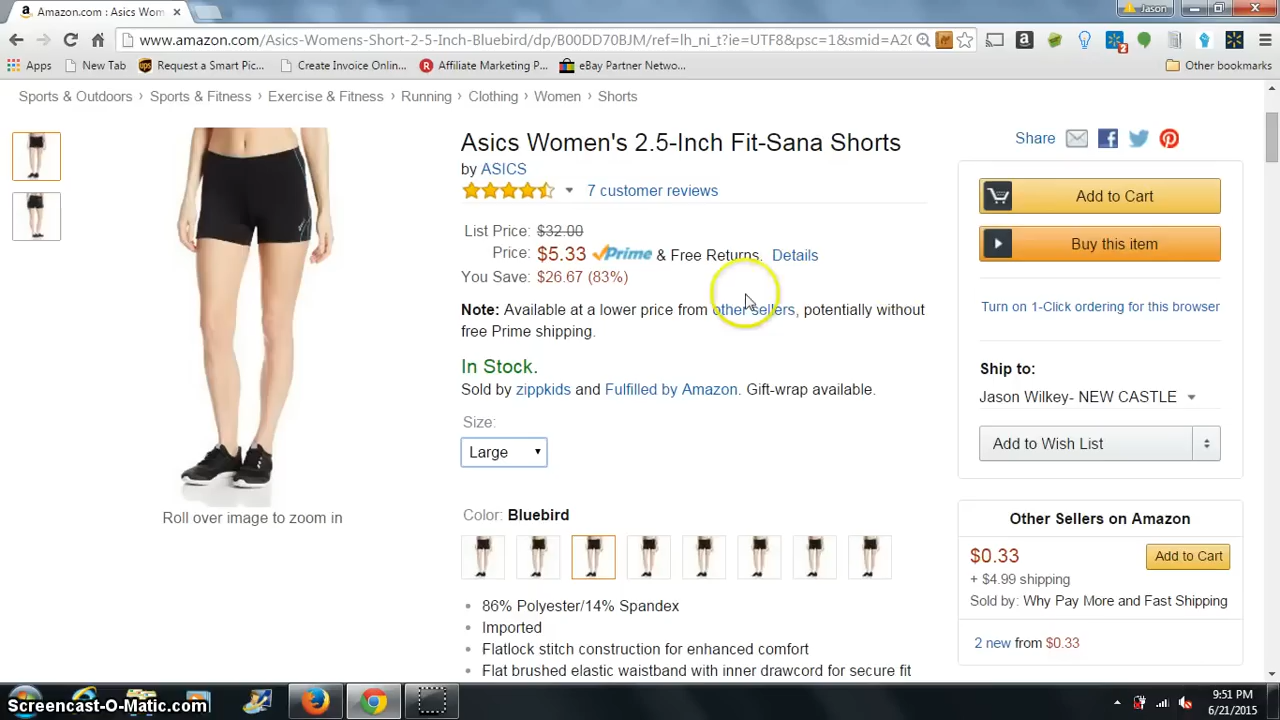 Amazon.com : Asics Wom
Jason
www.amazon.com/Asics-Womens-Short-2-5-Inch-Bluebird/dp/B00DD70BJM/ref=lh_ni_t?ie=UTF8&psc=1&smid=A2
Apps New Tab Request a Smart Pic... Create Invoice Onl... Affiliate Marketing P... eBay Partner Netwo... Other bookmarks
Sports & Outdoors › Sports & Fitness › Exercise & Fitness › Running › Clothing › Women › Shorts
Asics Women's 2.5-Inch Fit-Sana Shorts
by ASICS
7 customer reviews
List Price: $32.00
Price: $5.33 Prime & Free Returns. Details
You Save: $26.67 (83%)
Note: Available at a lower price from other sellers, potentially without
free Prime shipping.
In Stock.
Sold by zippkids and Fulfilled by Amazon. Gift-wrap available.
Size:
Large
Color: Bluebird
• 86% Polyester/14% Spandex
• Imported
• Flatlock stitch construction for enhanced comfort
• Flat brushed elastic waistband with inner drawcord for secure fit
Roll over image to zoom in
Share
Add to Cart
Buy this item
Turn on 1-Click ordering for this browser
Ship to:
Jason Wilkey- NEW CASTLE
Add to Wish List
Other Sellers on Amazon
$0.33 Add to Cart
+ $4.99 shipping
Sold by: Why Pay More and Fast Shipping
2 new from $0.33
Screencast-O-Matic.com
9:51 PM
6/21/2015